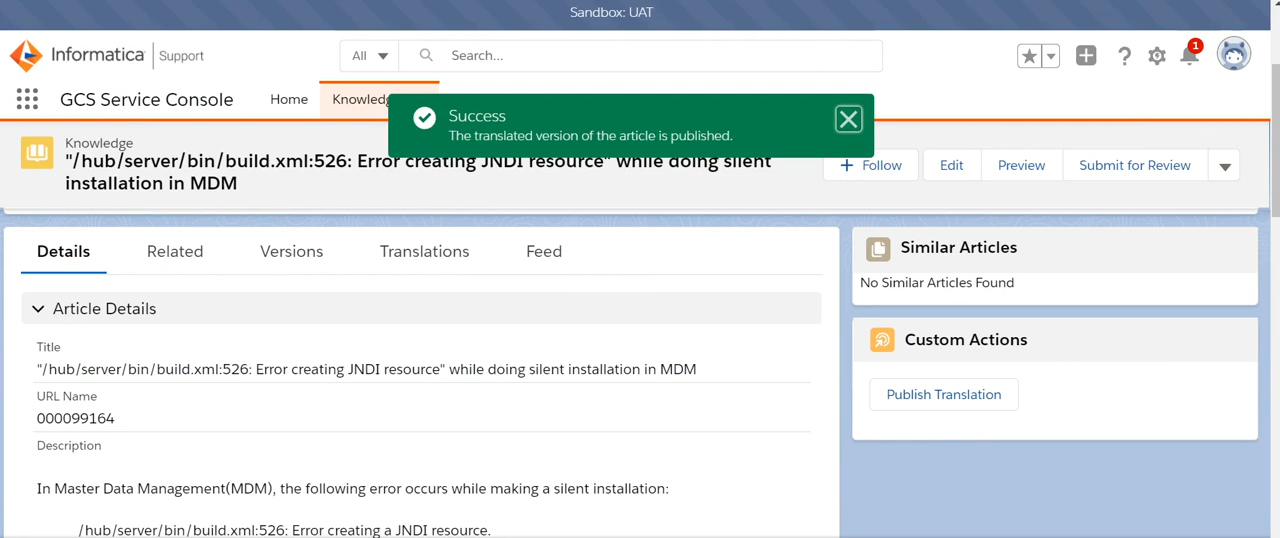 Sandbox: UAT
Informatica Support
All
Search...
1
GCS Service Console
Home
Knowledg
Success
The translated version of the article is published.
Knowledge
"/hub/server/bin/build.xml:526: Error creating JNDI resource" while doing silent
installation in MDM
Follow
Edit
Preview
Submit for Review
Details
Related
Versions
Translations
Feed
Article Details
Title
"/hub/server/bin/build.xml:526: Error creating JNDI resource" while doing silent installation in MDM
URL Name
000099164
Description
In Master Data Management(MDM), the following error occurs while making a silent installation:
/hub/server/bin/build.xml:526: Error creating a JNDI resource.
Similar Articles
No Similar Articles Found
Custom Actions
Publish Translation